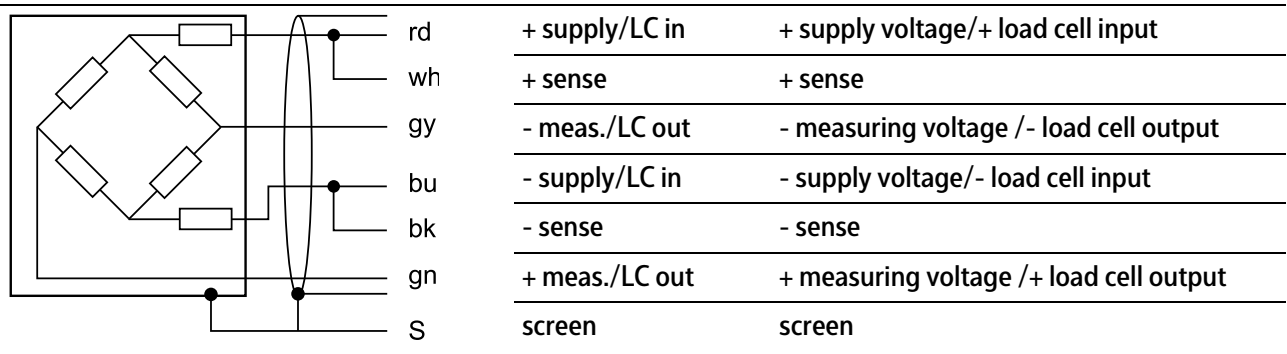 rd + supply/LC in + supply voltage/+ load cell input
wh + sense + sense
gy - meas./LC out - measuring voltage /- load cell output
bu - supply/LC in - supply voltage/- load cell input
bk - sense - sense
gn + meas./LC out + measuring voltage /+ load cell output
S screen screen